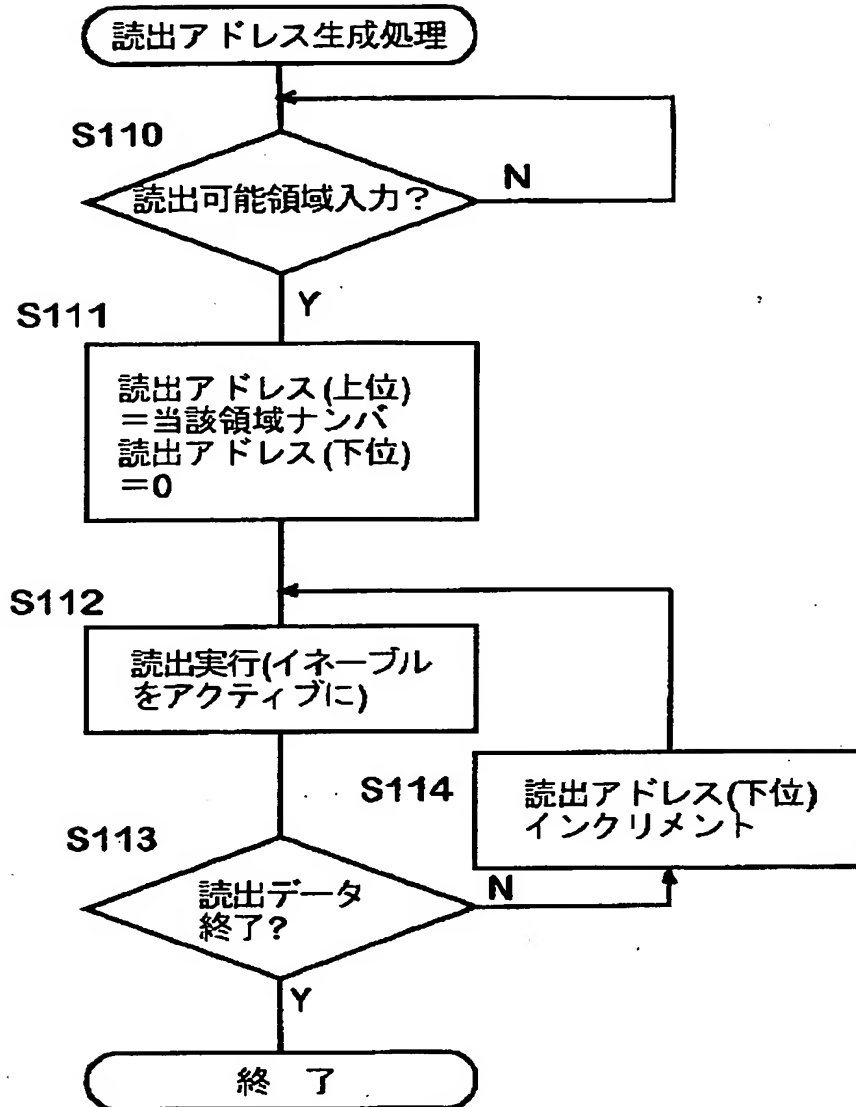 読出アドレス生成処理
S110
読出可能領域入力？
N
Y
S111
読出アドレス(上位)
＝当該領域ナンバ
読出アドレス(下位)
＝0
S112
読出実行(イネーブル
をアクティブに)
S114
読出アドレス(下位)
インクリメント
S113
読出データ
終了?
N
Y
終 了